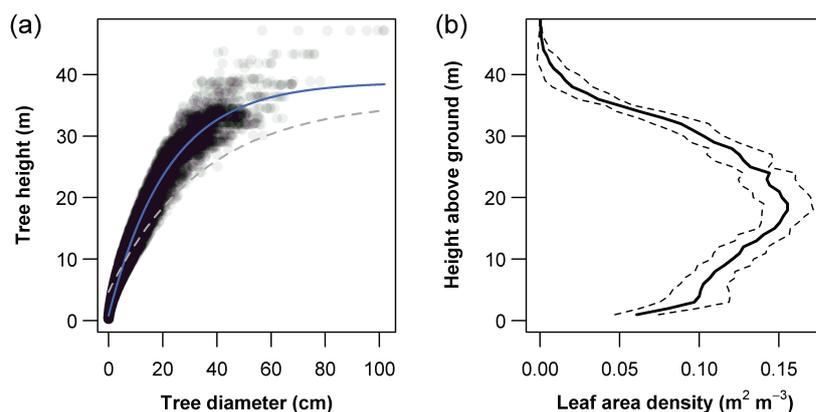 (a)
Tree height (m)
40
30
20
10
0
0 20 40 60 80 100
Tree diameter (cm)
(b)
Height above ground (m)
40
30
20
10
0
0.00 0.05 0.10 0.15
Leaf area density (m² m⁻³)